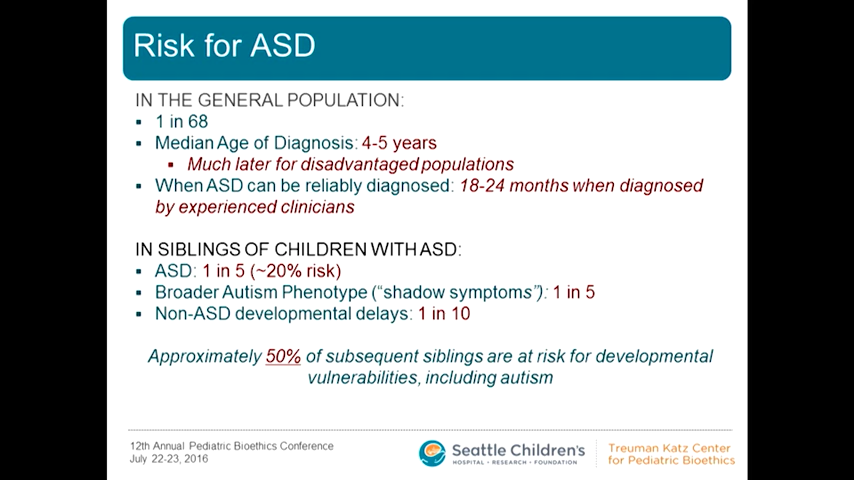 Risk for ASD
IN THE GENERAL POPULATION:
▪ 1 in 68
▪ Median Age of Diagnosis: 4-5 years
▪ Much later for disadvantaged populations
▪ When ASD can be reliably diagnosed: 18-24 months when diagnosed
by experienced clinicians
IN SIBLINGS OF CHILDREN WITH ASD:
▪ ASD: 1 in 5 (~20% risk)
▪ Broader Autism Phenotype (“shadow symptoms”): 1 in 5
▪ Non-ASD developmental delays: 1 in 10
Approximately 50% of subsequent siblings are at risk for developmental
vulnerabilities, including autism
12th Annual Pediatric Bioethics Conference
July 22-23, 2016
Seattle Children's
HOSPITAL • RESEARCH • FOUNDATION
Treuman Katz Center
for Pediatric Bioethics